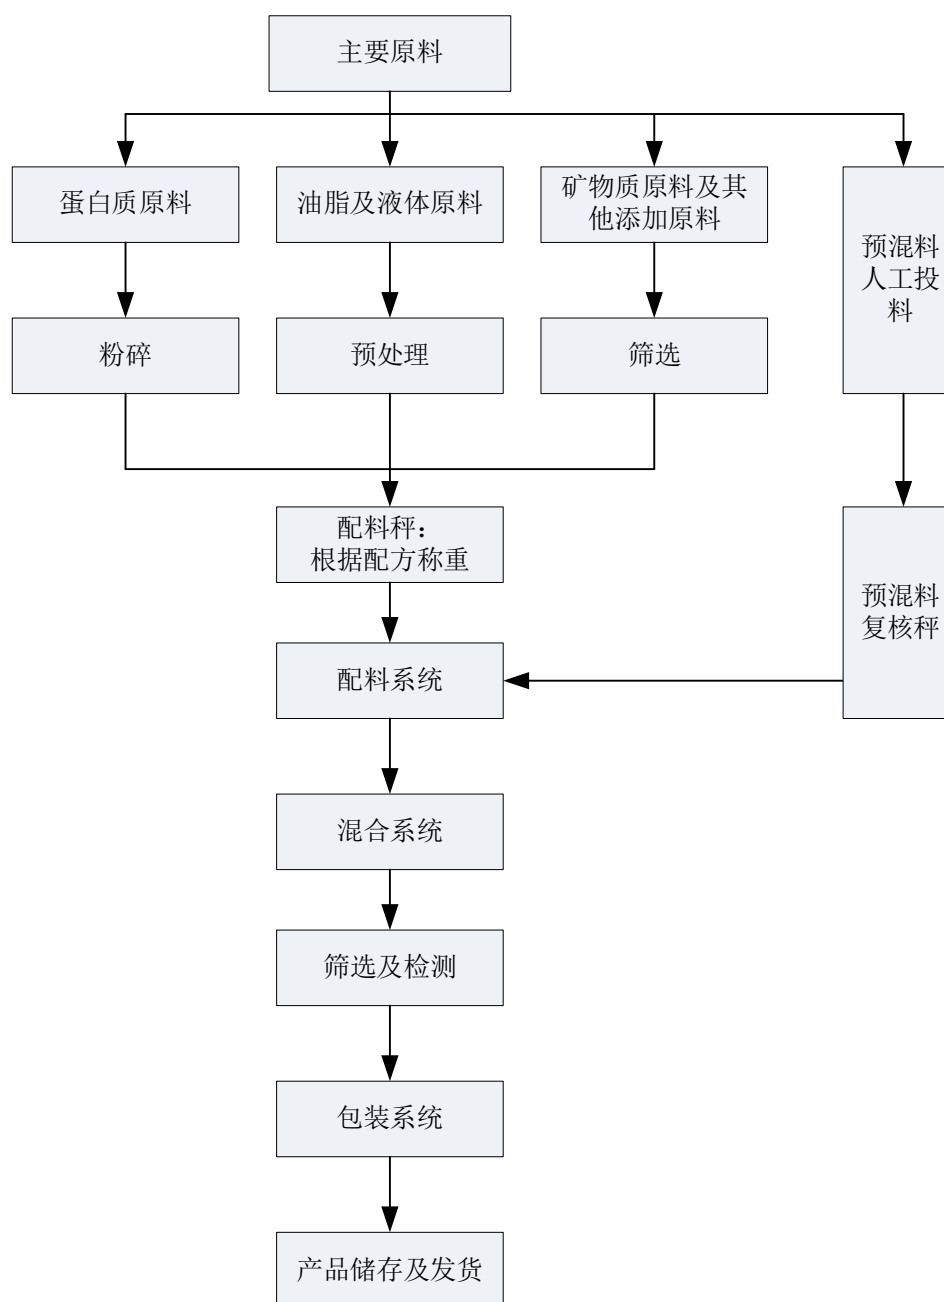 主要原料
蛋白质原料
油脂及液体原料
矿物质原料及其
他添加原料
预混料
人工投
料
粉碎
预处理
筛选
配料秤：
根据配方称重
预混料
复核秤
配料系统
混合系统
筛选及检测
包装系统
产品储存及发货